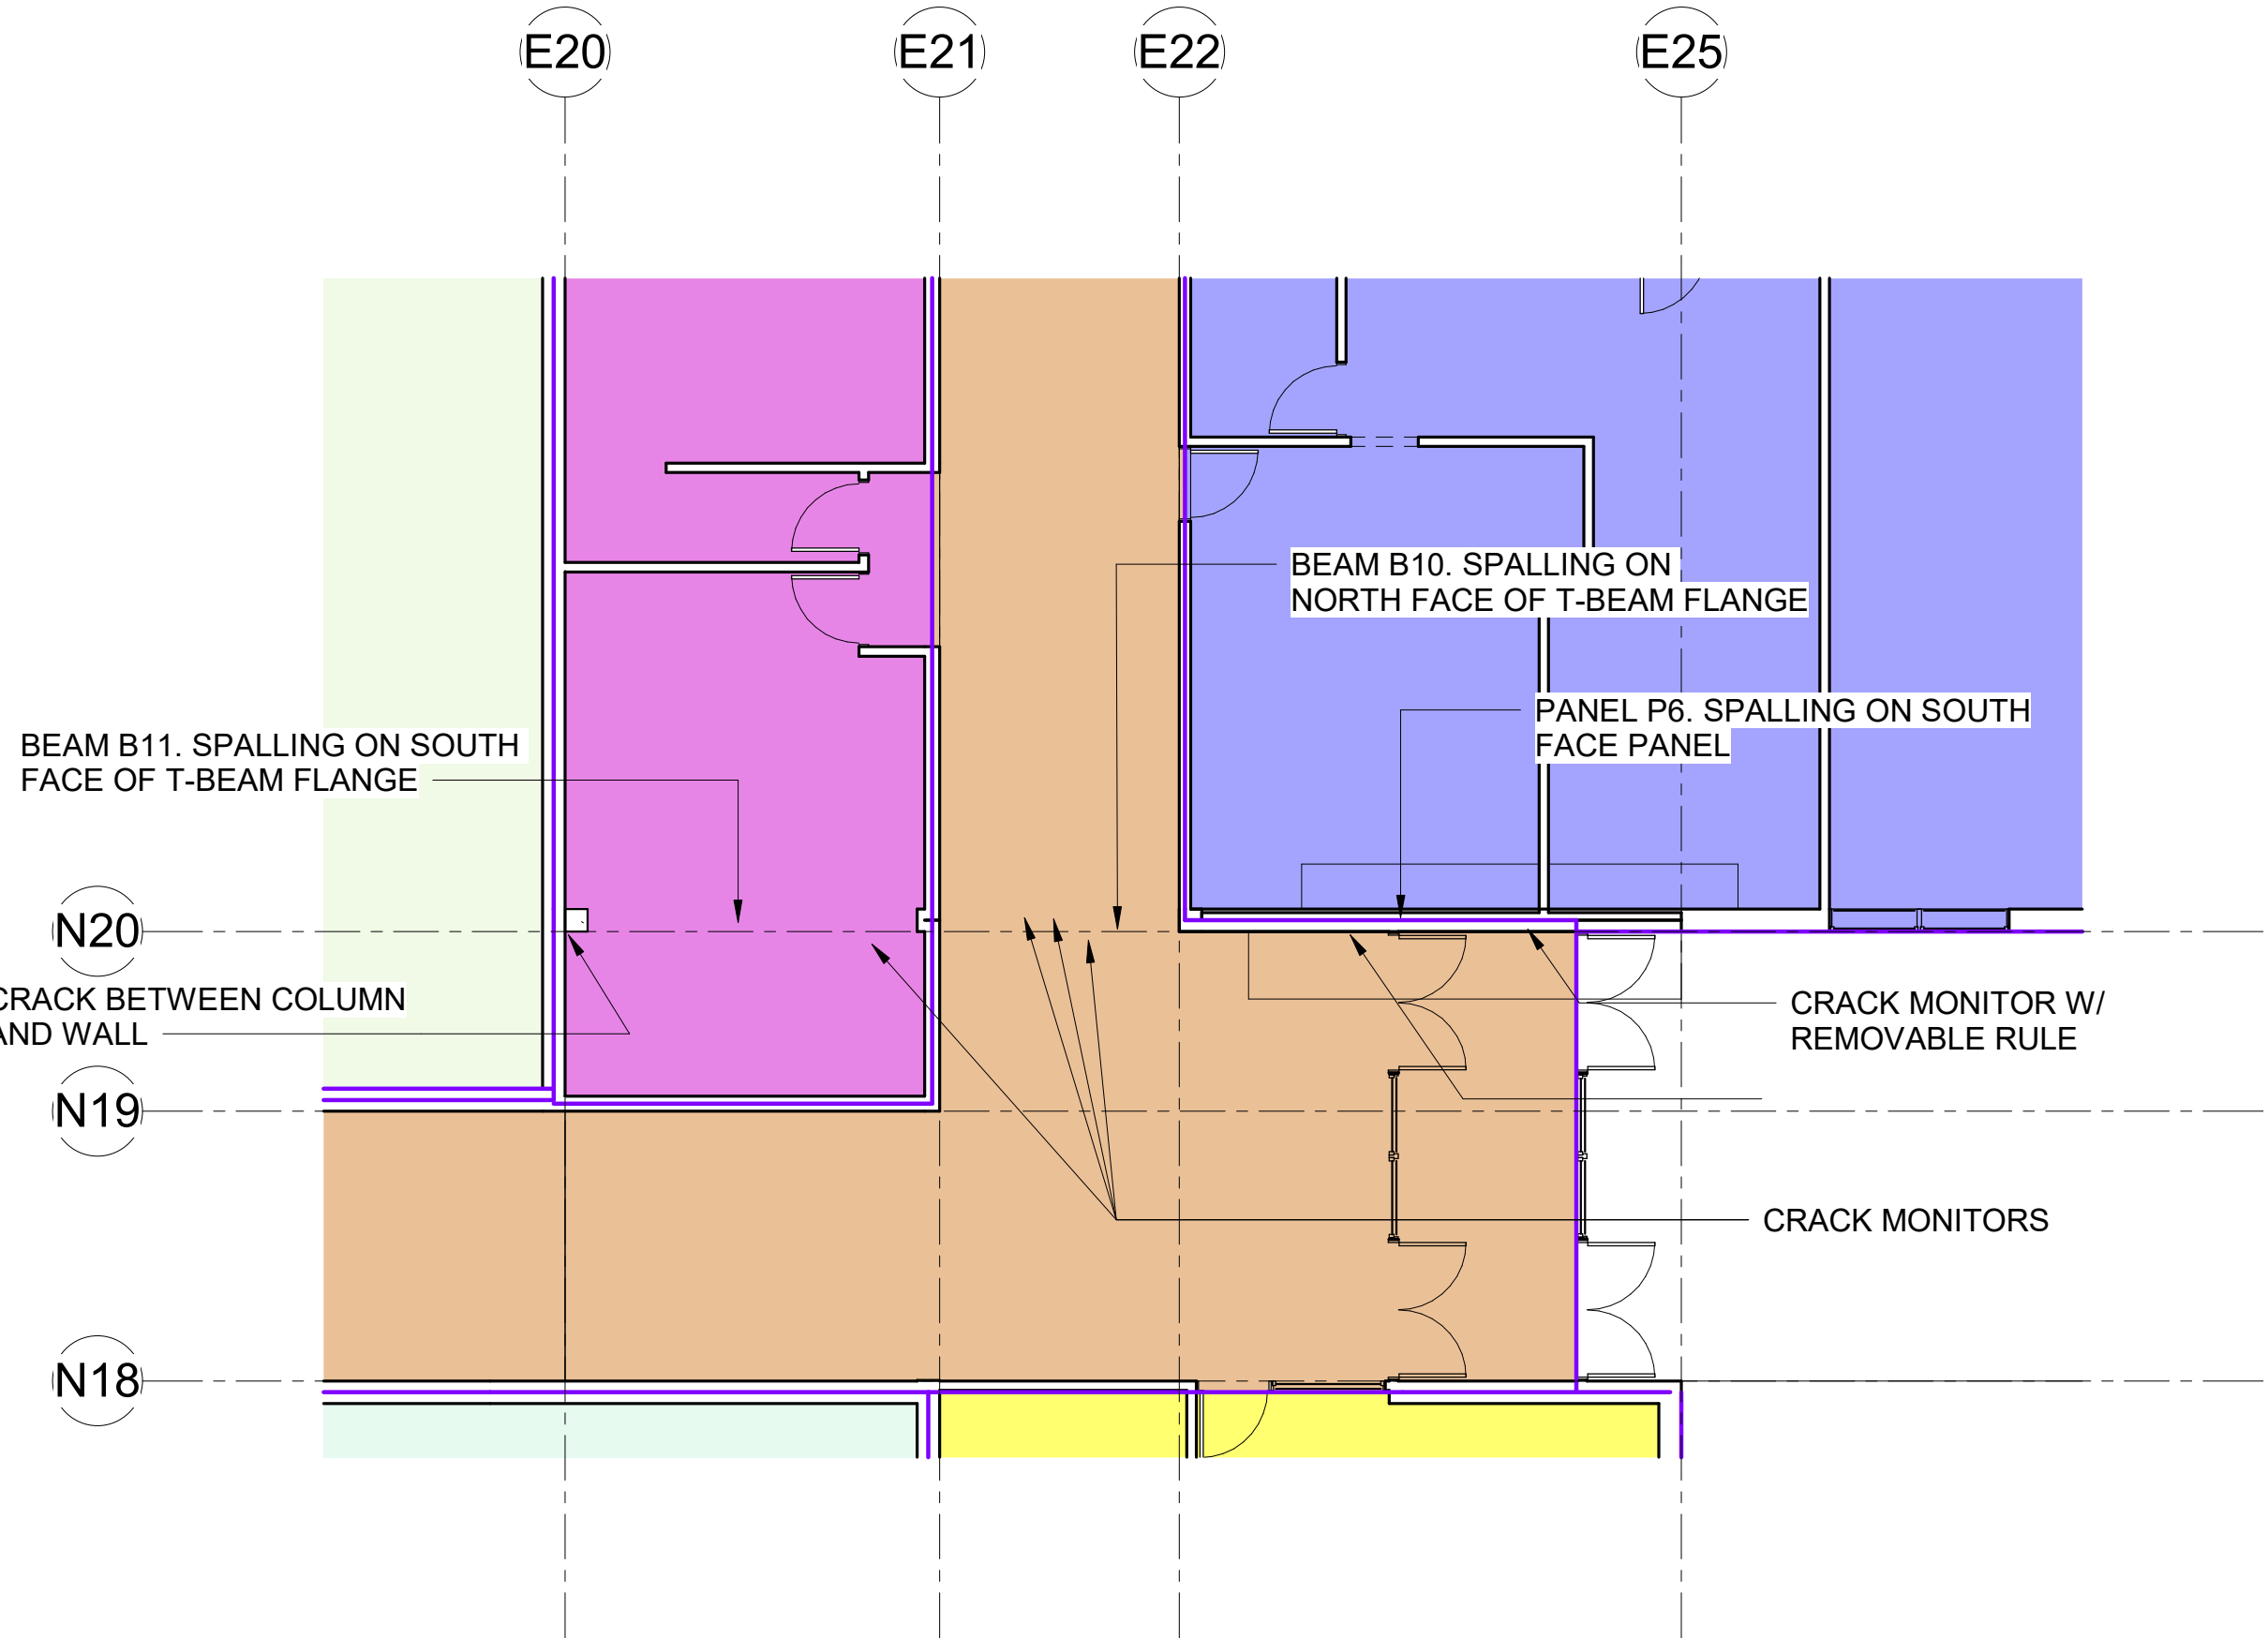 E20
E21
E22
E25
BEAM B10. SPALLING ON
NORTH FACE OF T-BEAM FLANGE
PANEL P6. SPALLING ON SOUTH
FACE PANEL
BEAM B11. SPALLING ON SOUTH
FACE OF T-BEAM FLANGE
N20
CRACK BETWEEN COLUMN
AND WALL
CRACK MONITOR W/
REMOVABLE RULE
N19
CRACK MONITORS
N18